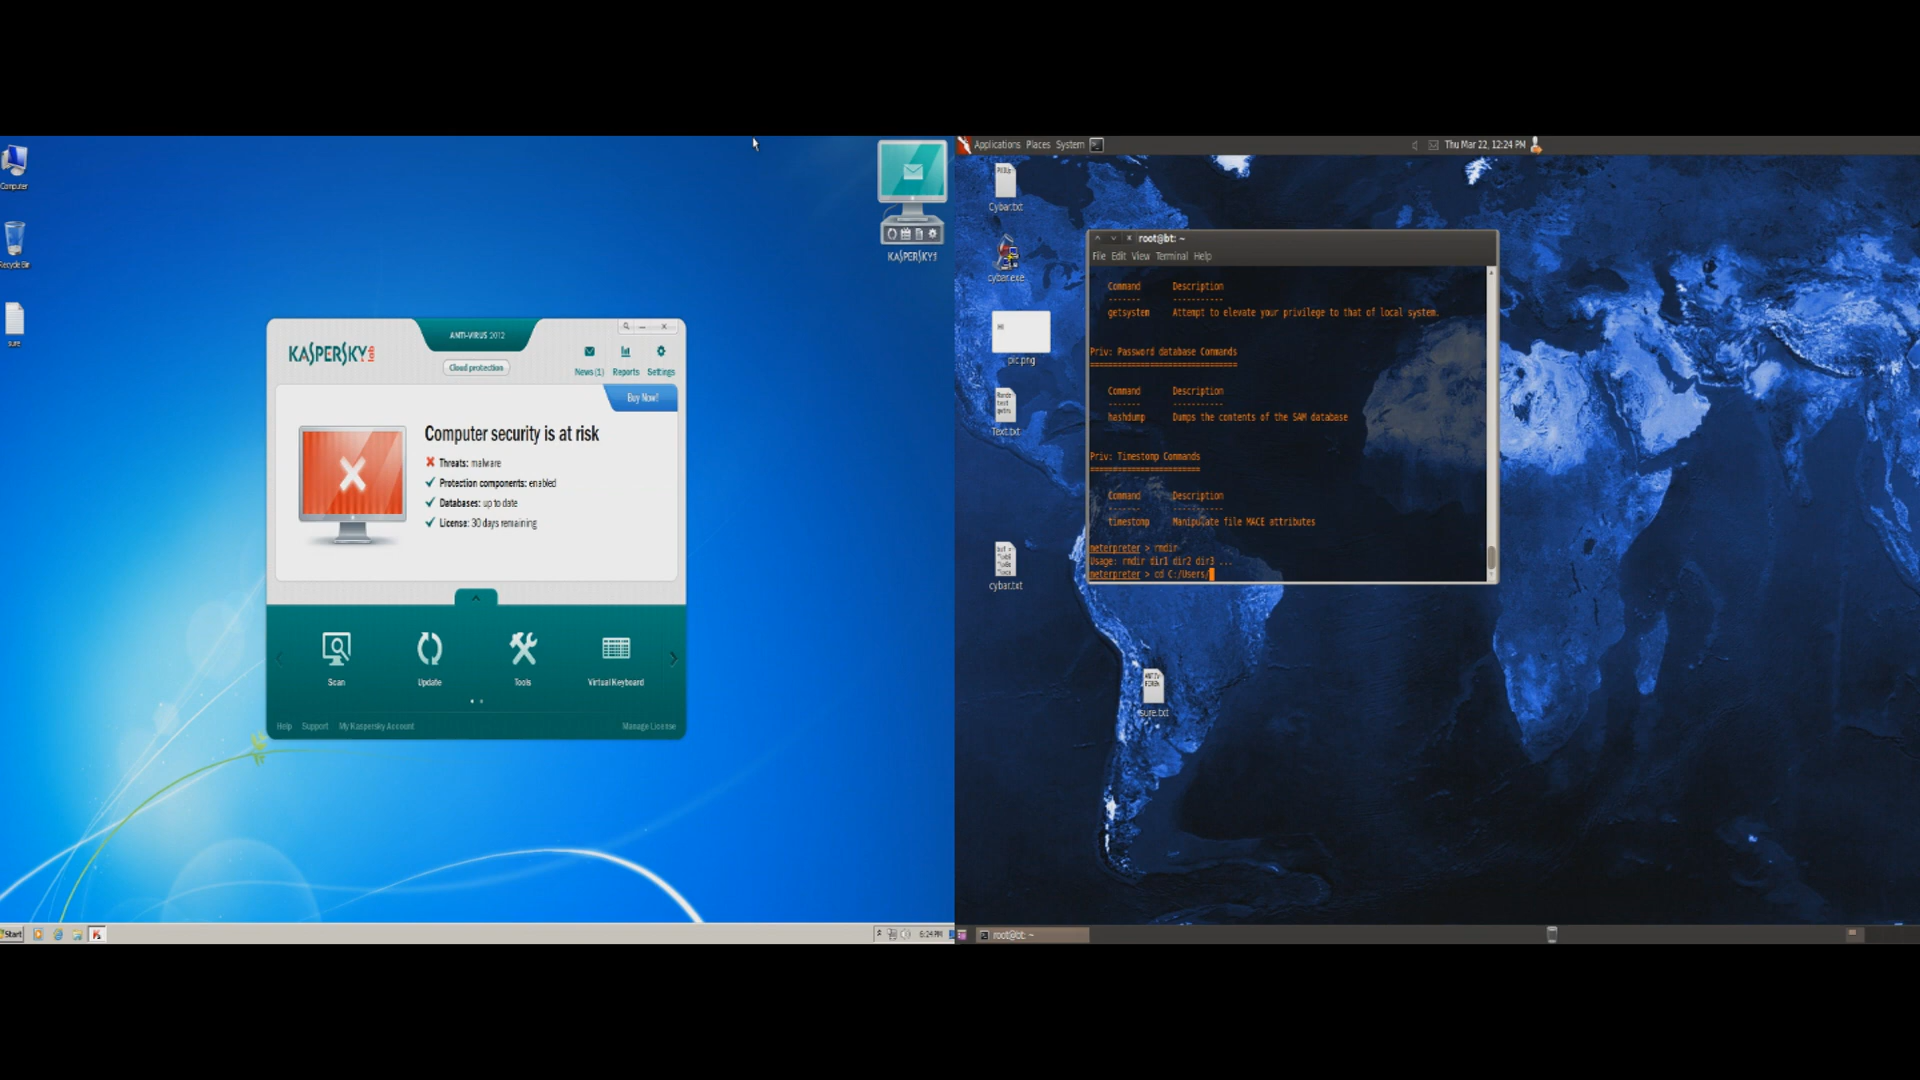 Computer
Recycle Bin
sure
KASPERSKY
KASPERSKY lab
ANTI-VIRUS 2012
Cloud protection
News (1)
Reports
Settings
Buy Now!
Computer security is at risk
Threats: malware
Protection components: enabled
Databases: up to date
License: 30 days remaining
Scan
Update
Tools
Virtual Keyboard
Help
Support
My Kaspersky Account
Manage License
Start
6:24 PM
Applications Places System
Thu Mar 22, 12:24 PM
Cybar.txt
cyber.exe
pic.png
Text.txt
cybar.txt
sure.txt
root@bt: ~
File Edit View Terminal Help
Command Description
------- -----------
getsystem Attempt to elevate your privilege to that of local system.
Priv: Password database Commands
================================
Command Description
------- -----------
hashdump Dumps the contents of the SAM database
Priv: Timestomp Commands
========================
Command Description
------- -----------
timestomp Manipulate file MACE attributes
meterpreter > rmdir
Usage: rmdir dir1 dir2 dir3 ...
meterpreter > cd C:/Users/
root@bt: ~